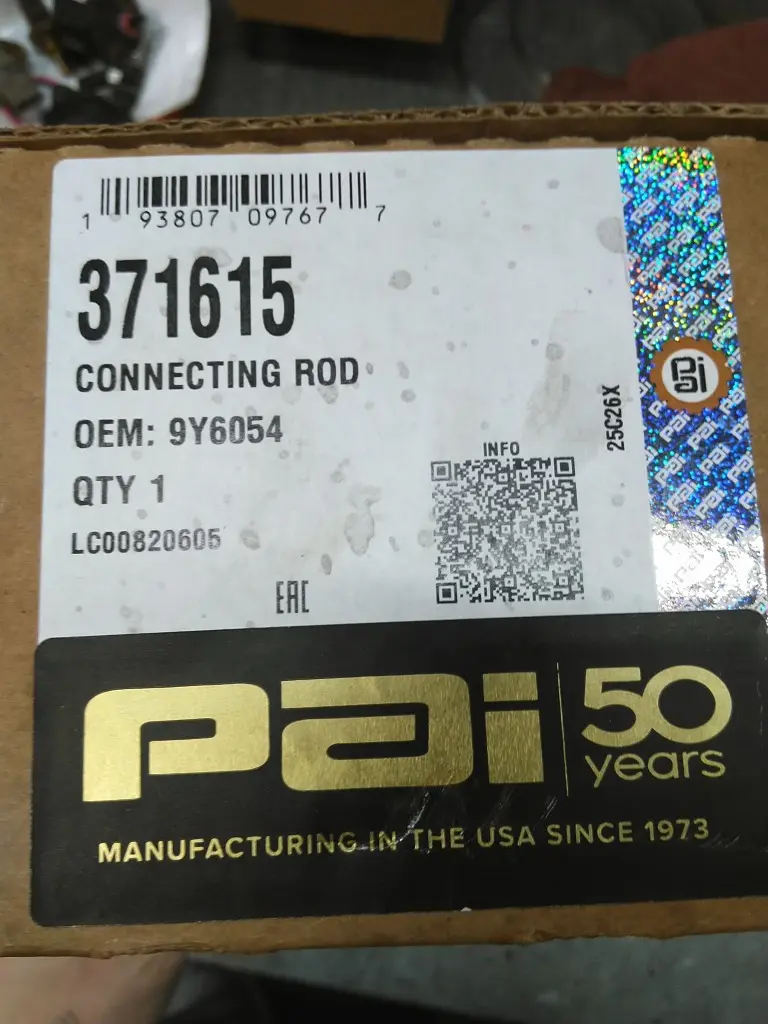 1 93807 09767 7
371615
CONNECTING ROD
OEM: 9Y6054
QTY 1
LC00820605
EAC
INFO
25C26X
pai
pai
50
years
MANUFACTURING IN THE USA SINCE 1973